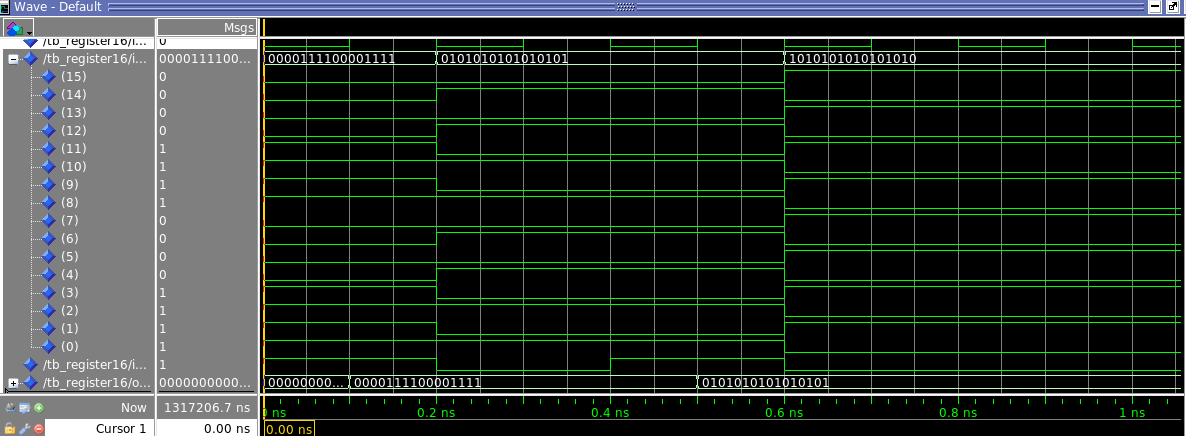 Wave - Default
Msgs
/tb_register16/i... 0
/tb_register16/i... 0000111100... 0000111100001111 0101010101010101 1010101010101010
(15) 0
(14) 0
(13) 0
(12) 0
(11) 1
(10) 1
(9) 1
(8) 1
(7) 0
(6) 0
(5) 0
(4) 0
(3) 1
(2) 1
(1) 1
(0) 1
/tb_register16/i... 1
/tb_register16/o... 0000000000... 00000000... 0000111100001111 0101010101010101
Now 1317206.7 ns ns 0.2 ns 0.4 ns 0.6 ns 0.8 ns 1 ns
Cursor 1 0.00 ns 0.00 ns